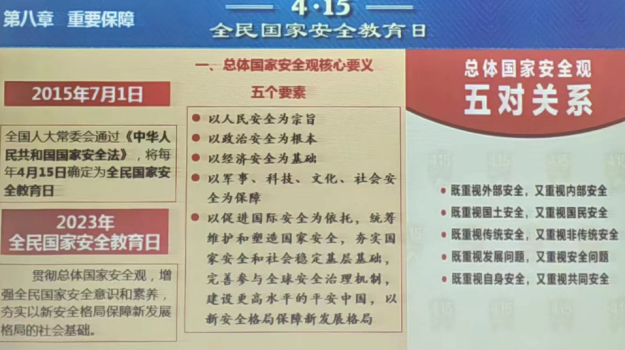 第八章 重要保障
4·15
全民国家安全教育日
2015年7月1日
全国人大常委会通过《中华人
民共和国国家安全法》，将每
年4月15日确定为全民国家安
全教育日
2023年
全民国家安全教育日
贯彻总体国家安全观，增
强全民国家安全意识和素养，
夯实以新安全格局保障新发展
格局的社会基础。
一、总体国家安全观核心要义
五个要素
● 以人民安全为宗旨
● 以政治安全为根本
● 以经济安全为基础
● 以军事、科技、文化、社会安
全为保障
● 以促进国际安全为依托，统筹
维护和塑造国家安全，夯实国
家安全和社会稳定基层基础，
完善参与全球安全治理机制，
建设更高水平的平安中国，以
新安全格局保障新发展格局
总体国家安全观
五对关系
• 既重视外部安全，又重视内部安全
• 既重视国土安全，又重视国民安全
• 既重视传统安全，又重视非传统安全
• 既重视发展问题，又重视安全问题
• 既重视自身安全，又重视共同安全